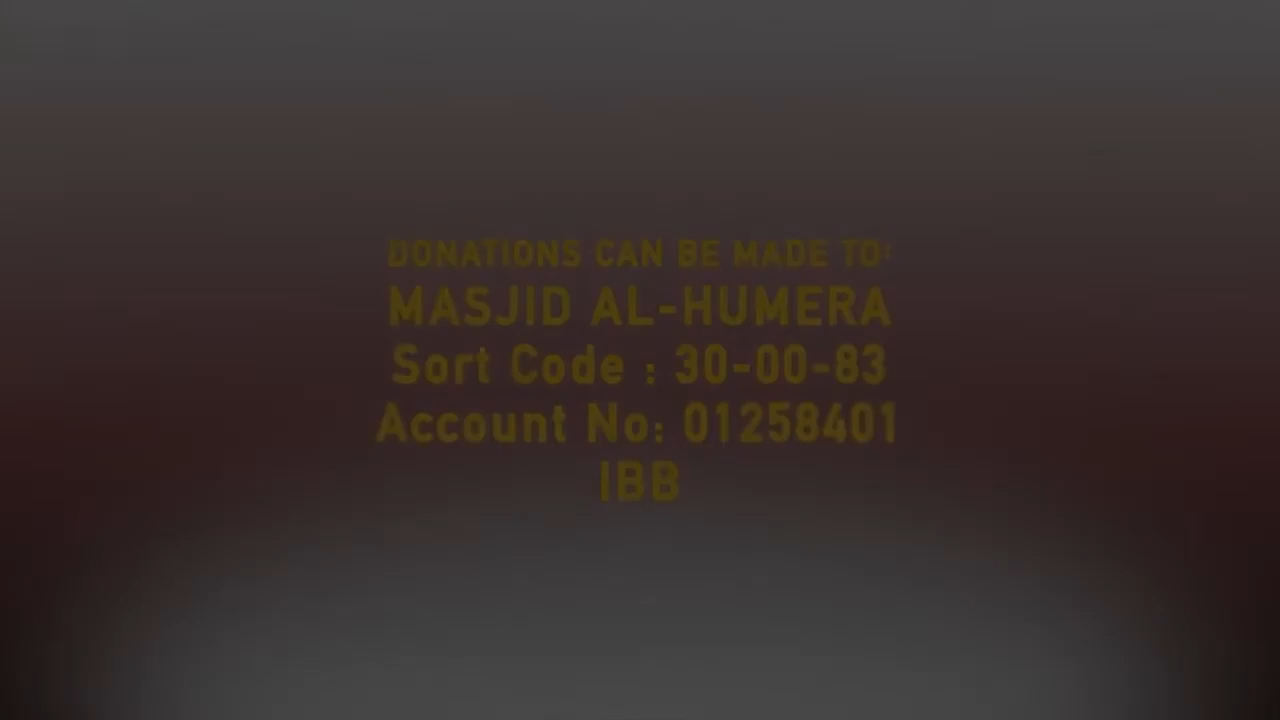 DONATIONS CAN BE MADE TO:
MASJID AL-HUMERA
Sort Code : 30-00-83
Account No: 01258401
IBB